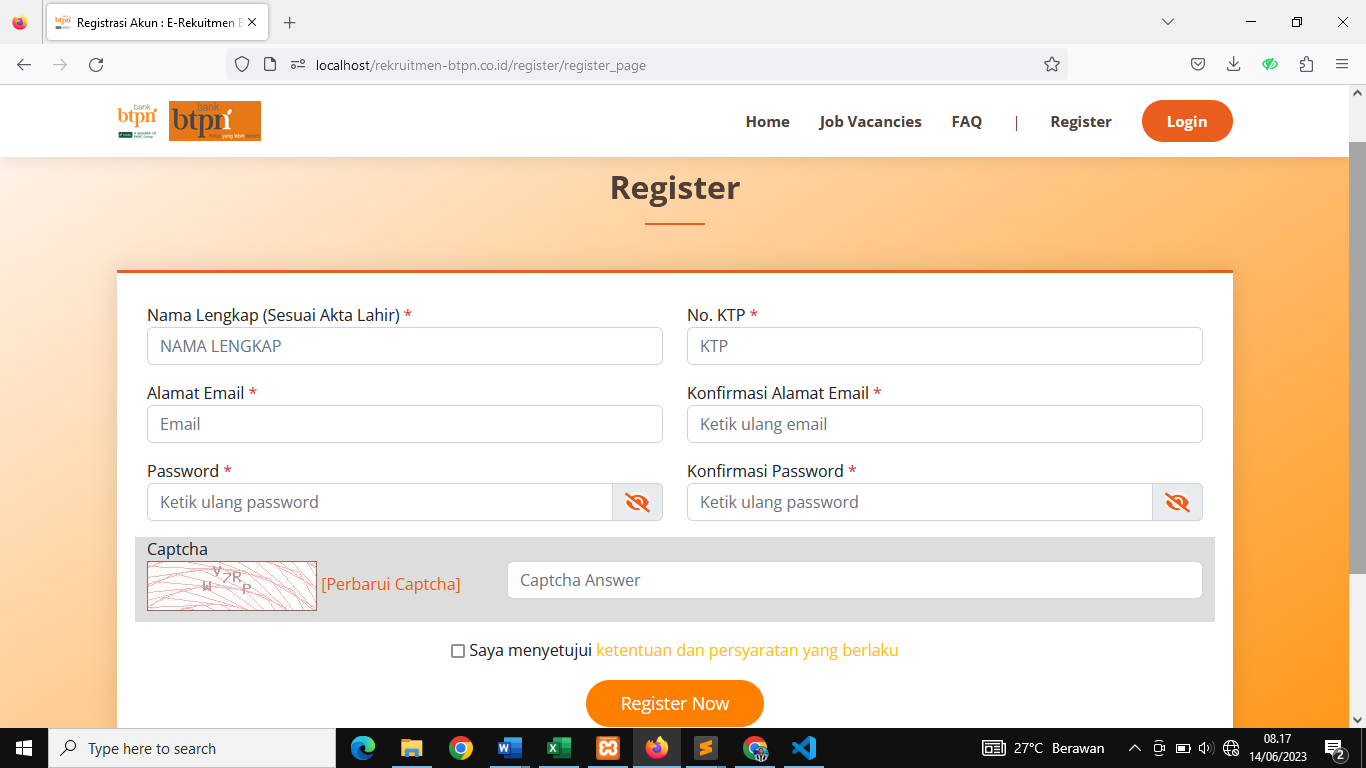 Registrasi Akun : E-Rekuitmen B
localhost/rekruitmen-btpn.co.id/register/register_page
bank
btpn
bank
btpn
Home
Job Vacancies
FAQ
|
Register
Login
Register
Nama Lengkap (Sesuai Akta Lahir) *
No. KTP *
NAMA LENGKAP
KTP
Alamat Email *
Konfirmasi Alamat Email *
Email
Ketik ulang email
Password *
Konfirmasi Password *
Ketik ulang password
Ketik ulang password
Captcha
WV7RP
[Perbarui Captcha]
Captcha Answer
Saya menyetujui ketentuan dan persyaratan yang berlaku
Register Now
Type here to search
27°C Berawan
08.17
14/06/2023
2